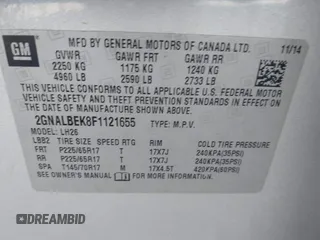 GM
MFD BY GENERAL MOTORS OF CANADA LTD. 11/14
GVWR GAWR FRT GAWR RR
2250 KG 1175 KG 1240 KG
4960 LB 2590 LB 2733 LB
THIS VEHICLE CONFORMS TO ALL APPLICABLE U.S. FEDERAL MOTOR
VEHICLE SAFETY AND THEFT PREVENTION STANDARDS IN EFFECT ON THE
DATE OF MANUFACTURE SHOWN ABOVE.
2GNALBEK8F1121655 TYPE: M.P.V.
MODEL: LH26
LBB2 TIRE SIZE SPEED RTG RIM COLD TIRE PRESSURE
FRT P225/65R17 T 17X7J 240KPA(35PSI)
RR P225/65R17 T 17X7J 240KPA(35PSI)
SPA T145/70R17 M 17X4.5T 420KPA(60PSI)
SEE OWNER'S MANUAL
DREAMBID